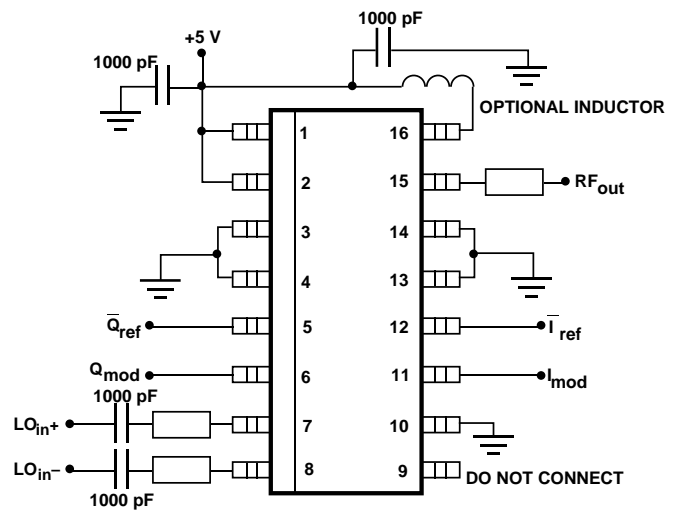 1000 pF
+5 V
1000 pF
OPTIONAL INDUCTOR
1 16
2 15 RFout
3 14
4 13
Q̅ref 5 12 I̅ref
Qmod 6 11 Imod
1000 pF
LOin+ 7 10
LOin– 8 9 DO NOT CONNECT
1000 pF